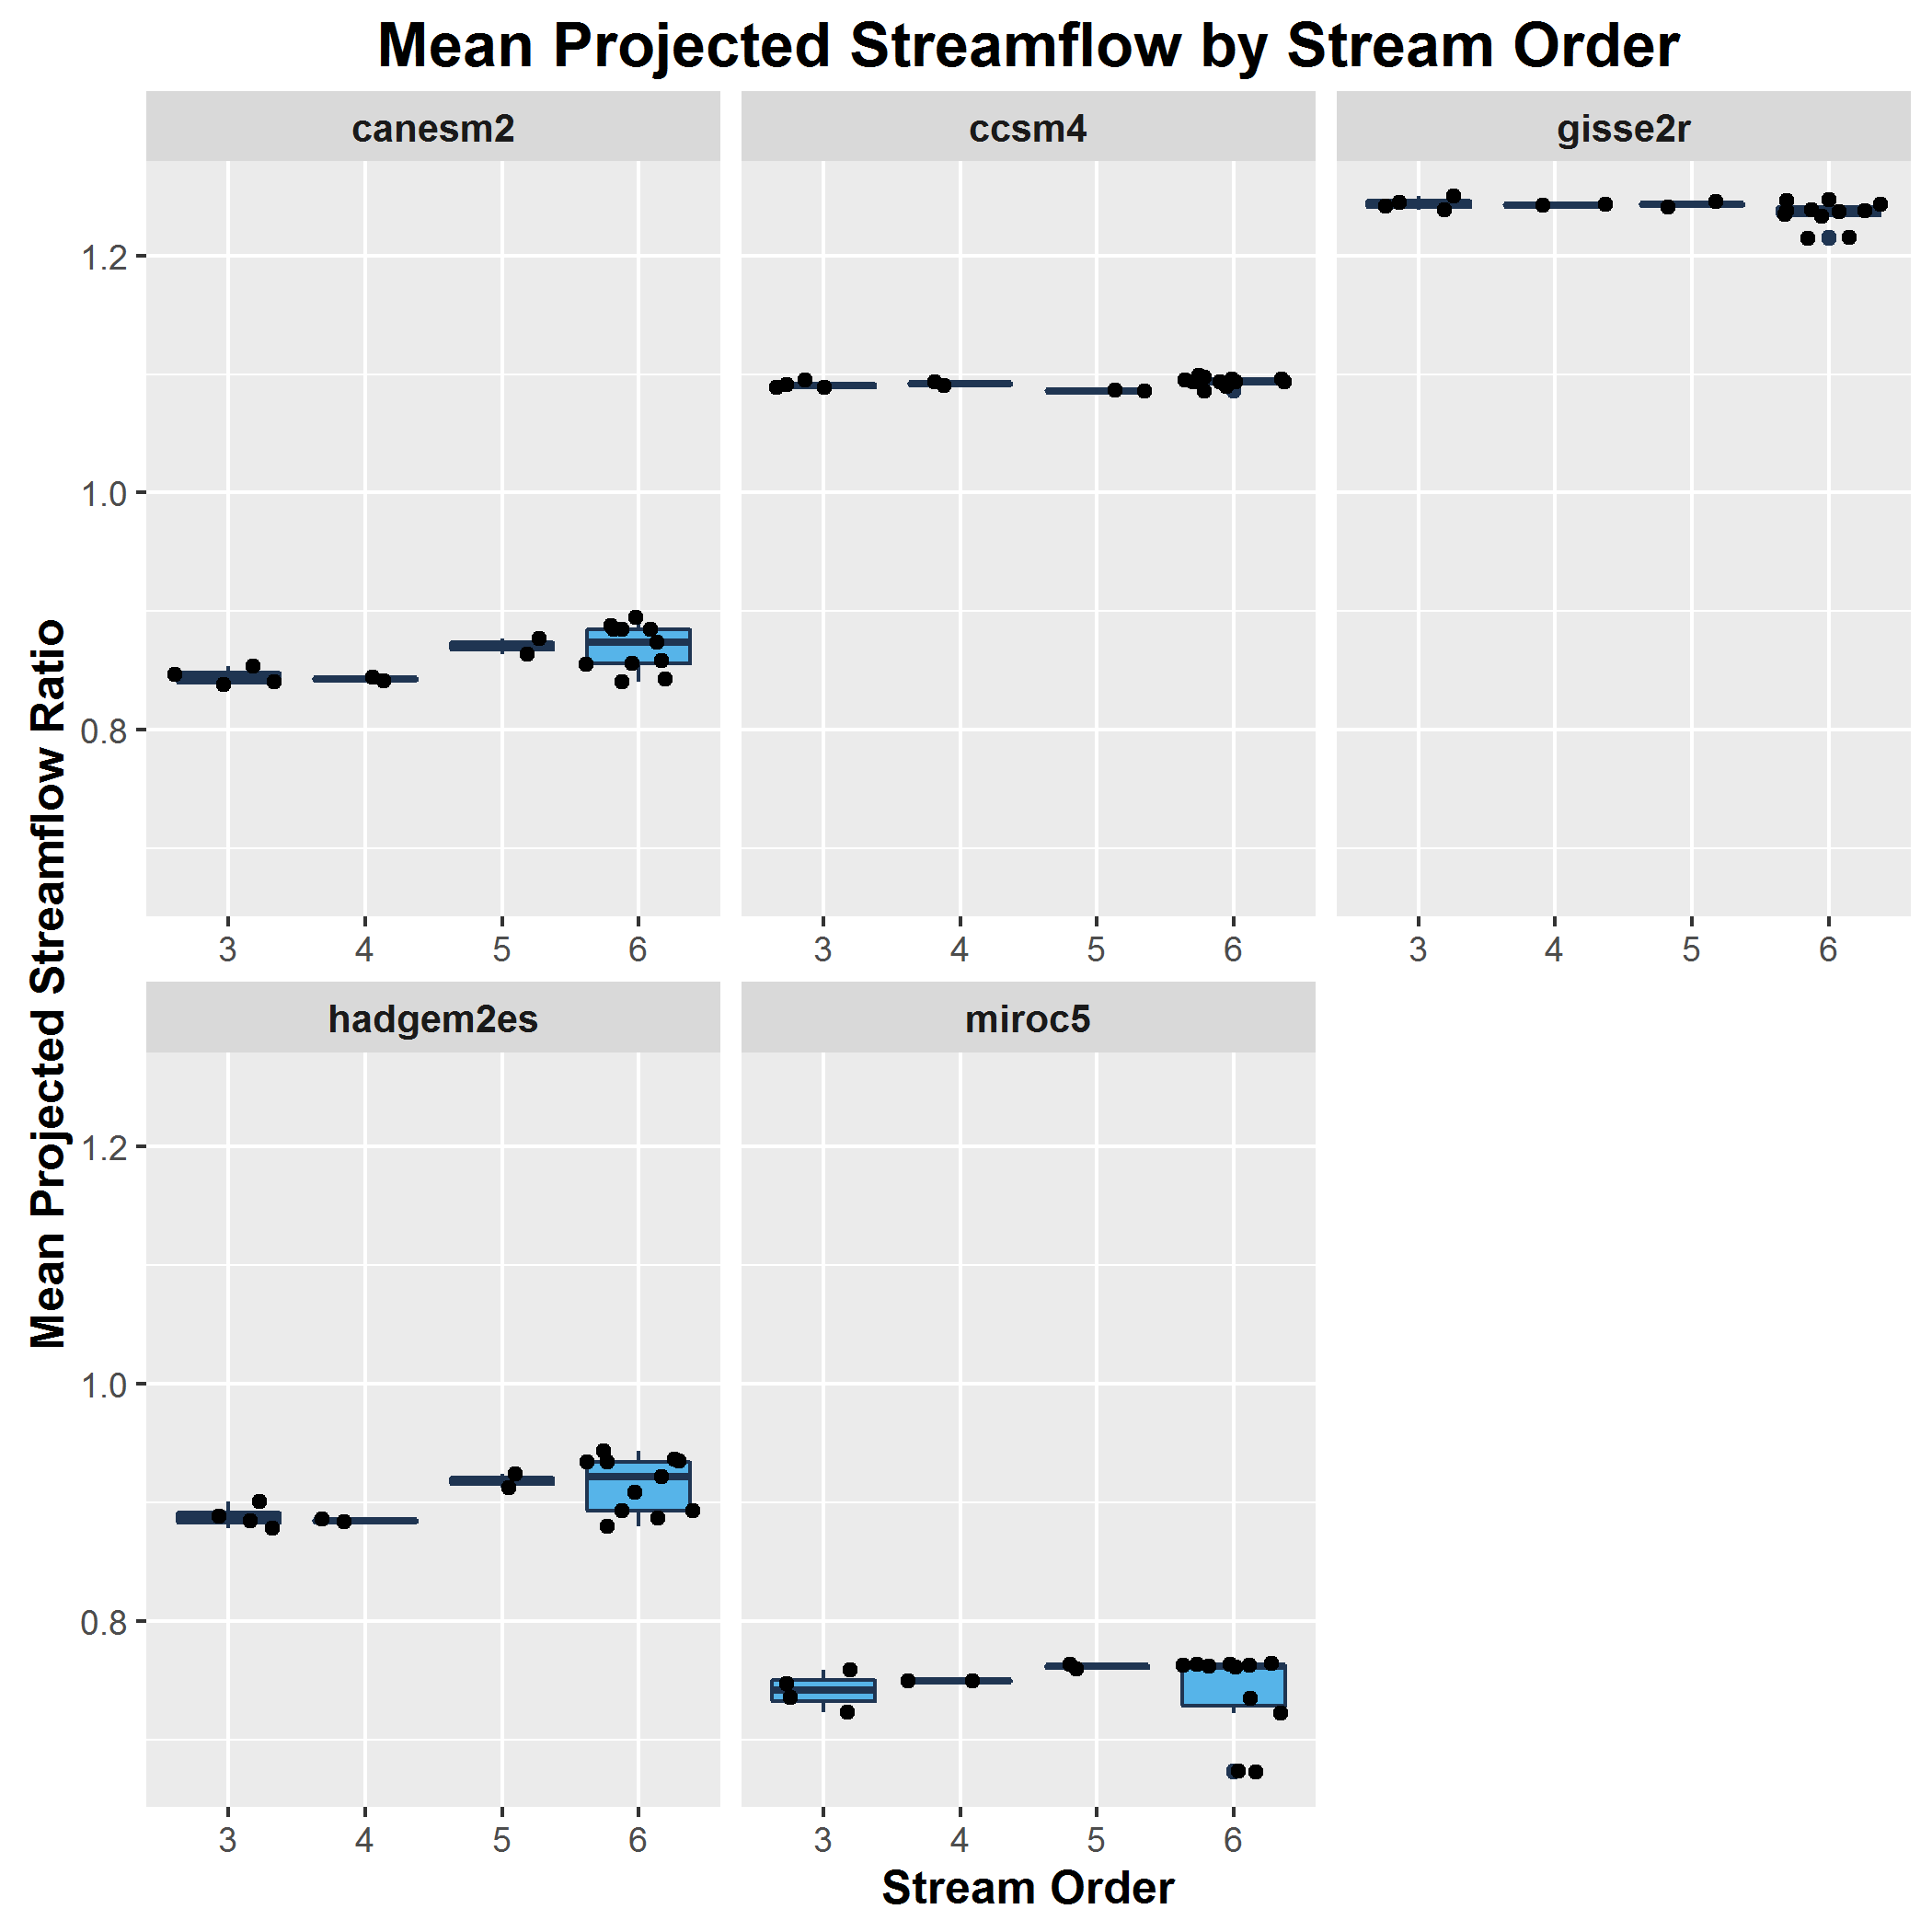 Mean Projected Streamflow by Stream Order
canesm2
ccsm4
gisse2r
1.2
1.0
0.8
3 4 5 6
3 4 5 6
3 4 5 6
Mean Projected Streamflow Ratio
hadgem2es
miroc5
1.2
1.0
0.8
3 4 5 6
3 4 5 6
Stream Order